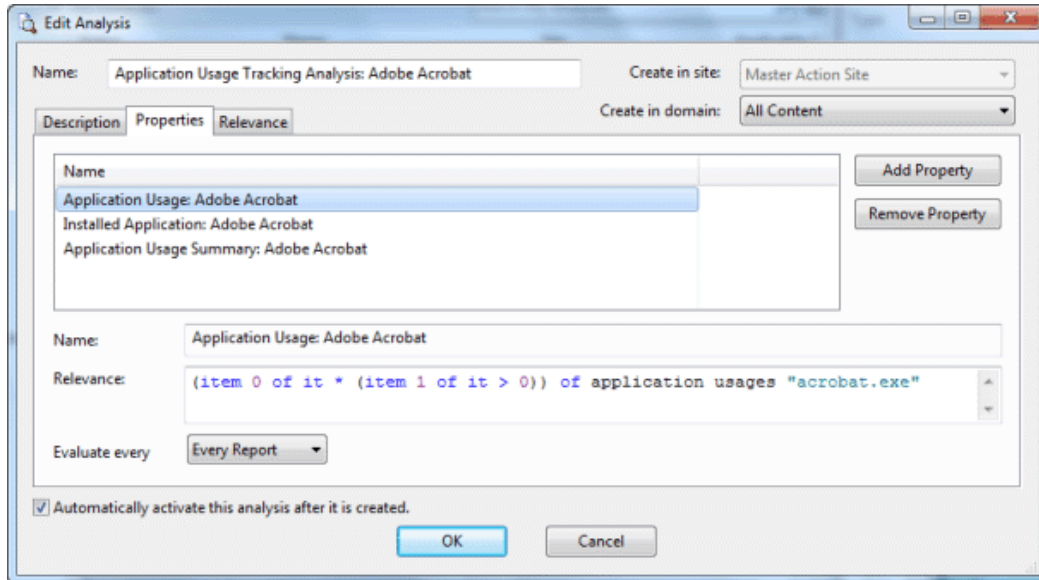 Edit Analysis
Name: Application Usage Tracking Analysis: Adobe Acrobat Create in site: Master Action Site
Create in domain: All Content
Description Properties Relevance
Name
Application Usage: Adobe Acrobat
Installed Application: Adobe Acrobat
Application Usage Summary: Adobe Acrobat
Add Property
Remove Property
Name: Application Usage: Adobe Acrobat
Relevance: (item 0 of it * (item 1 of it > 0)) of application usages "acrobat.exe"
Evaluate every Every Report
Automatically activate this analysis after it is created.
OK Cancel